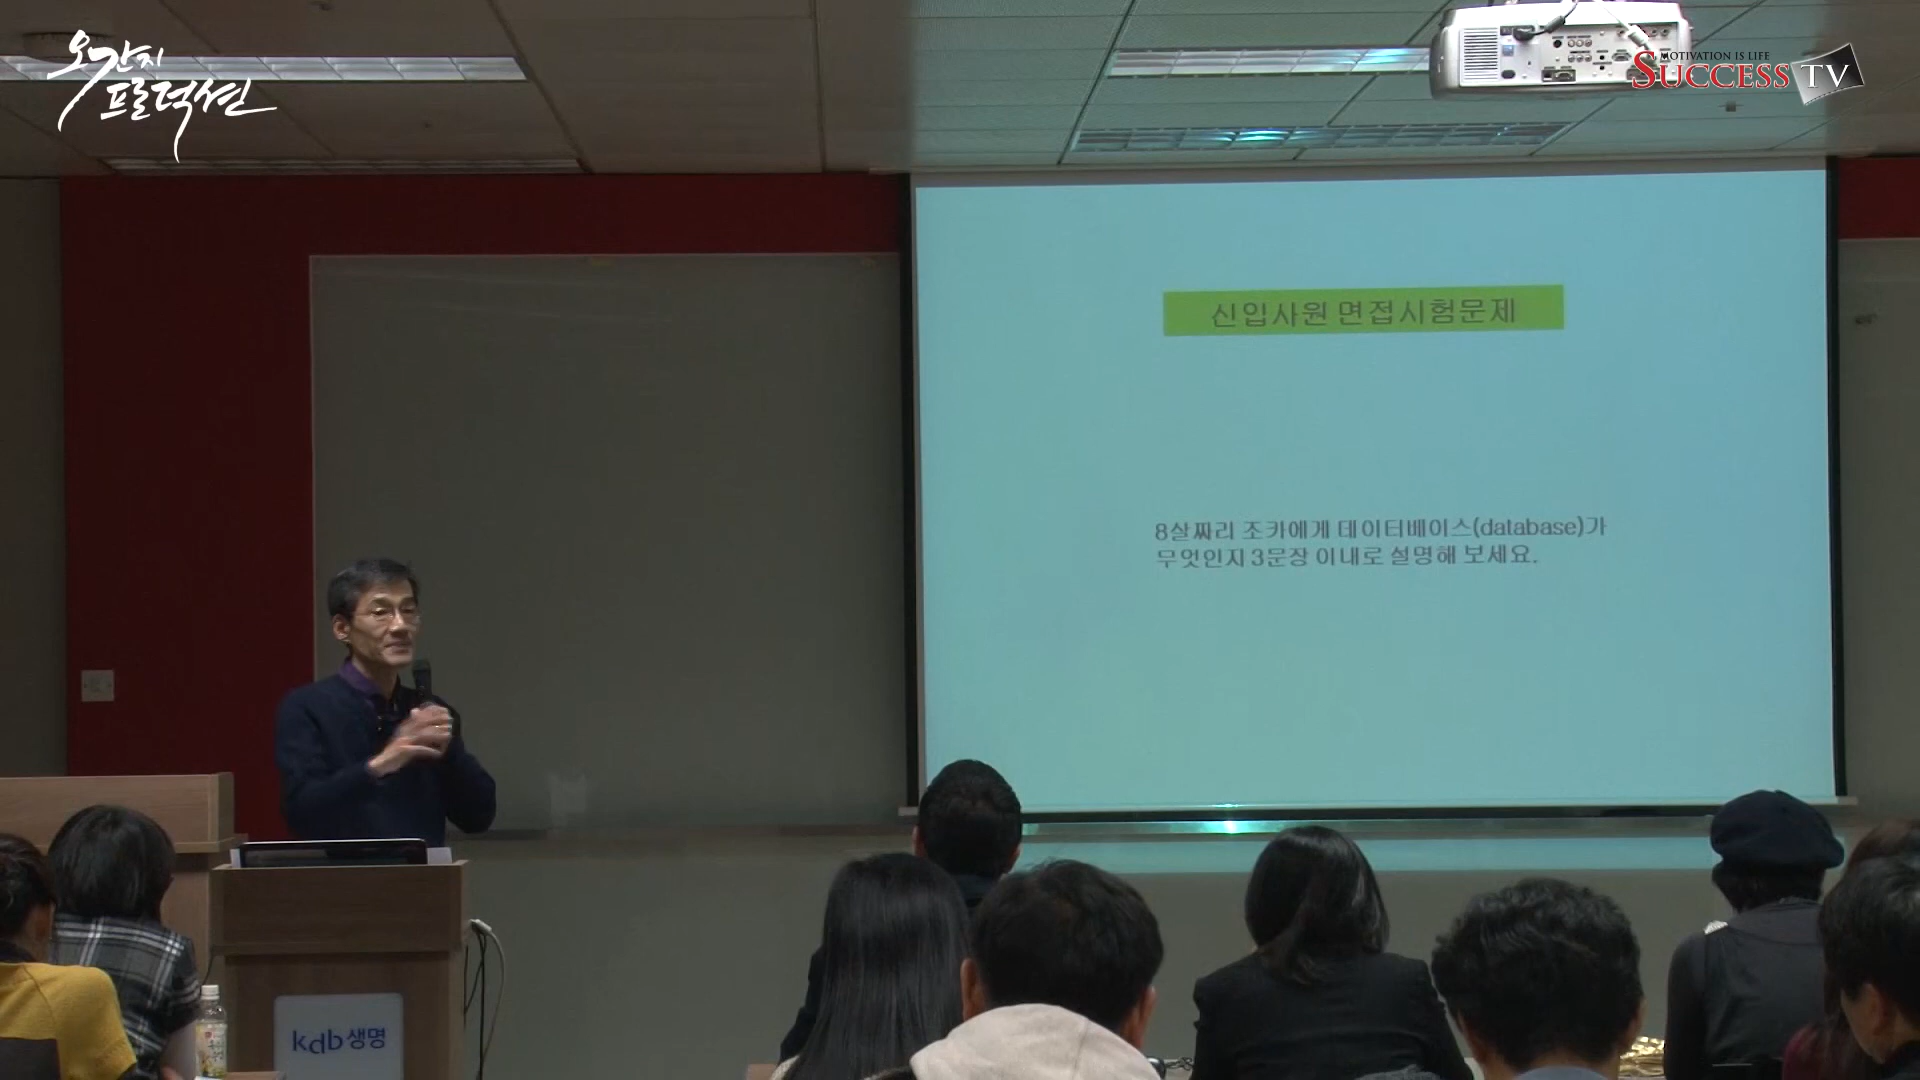 오간지
프로덕션
MOTIVATION IS LIFE
SUCCESS TV
신입사원 면접시험문제
8살짜리 조카에게 데이터베이스(database)가
무엇인지 3문장 이내로 설명해 보세요.
kdb생명